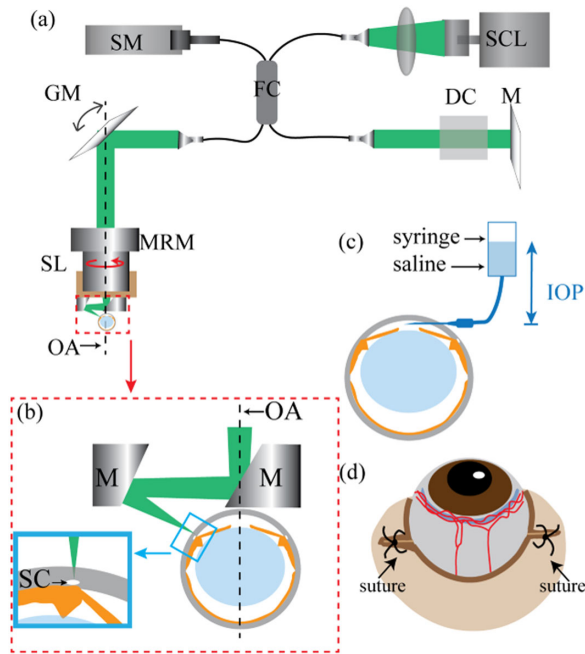 (a)
SM
SCL
FC
GM
DC
M
MRM
SL
OA
(c)
syringe
saline
IOP
(b)
OA
M
M
SC
(d)
suture
suture